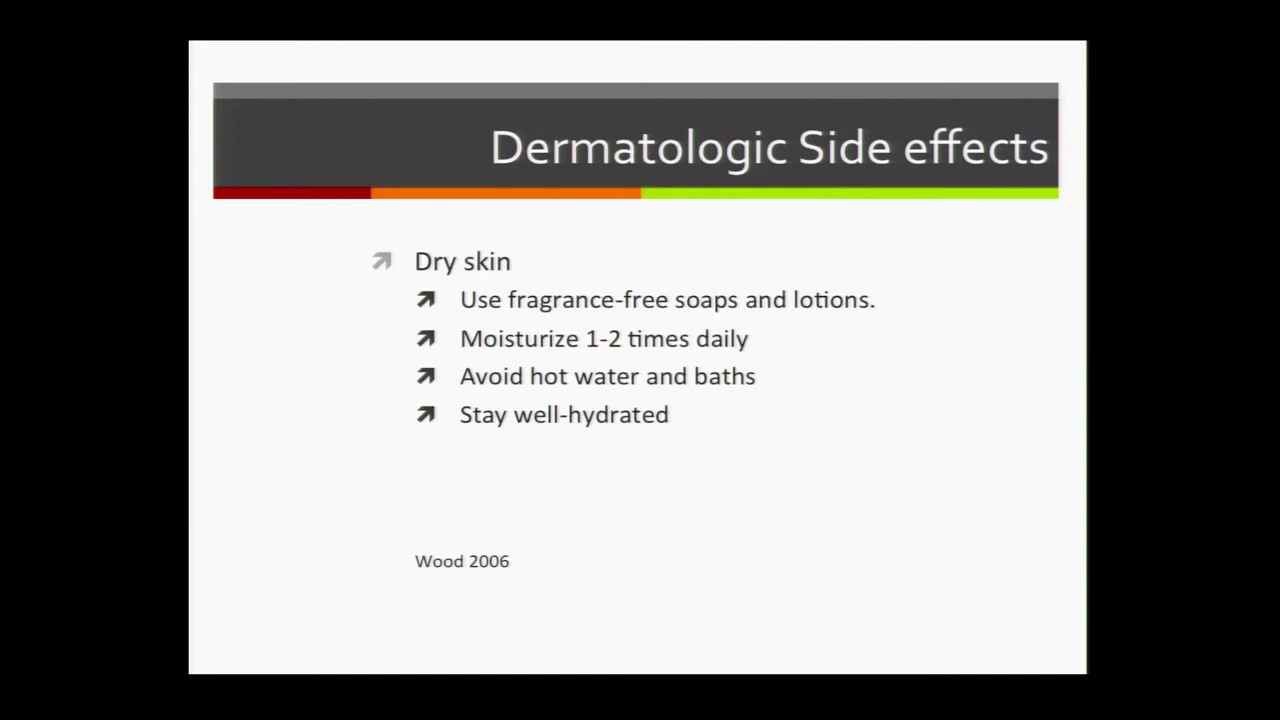 Dermatologic Side effects
Dry skin
Use fragrance-free soaps and lotions.
Moisturize 1-2 times daily
Avoid hot water and baths
Stay well-hydrated
Wood 2006